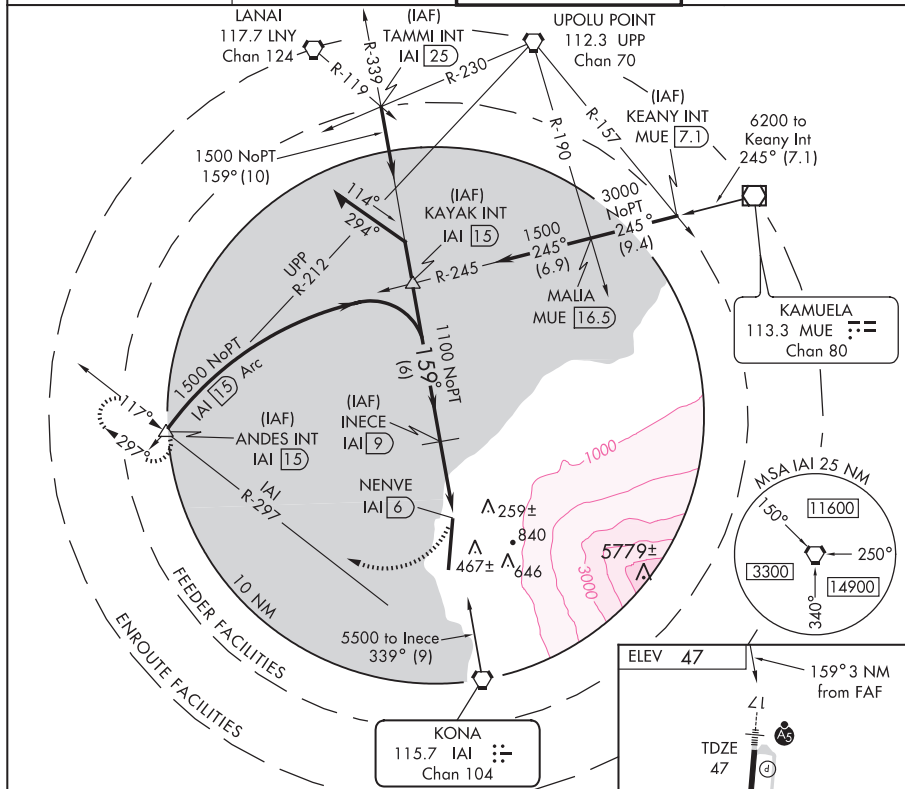 LANAI
117.7 LNY
Chan 124
R-119
R-339
(IAF)
TAMMI INT
IAI 25
R-230
UPOLU POINT
112.3 UPP
Chan 70
R-190
R-157
(IAF)
KEANY INT
MUE 7.1
6200 to
Keany Int
245° (7.1)
1500 NoPT
159° (10)
114°
294°
(IAF)
KAYAK INT
IAI 15
3000
NoPT
245°
(9.4)
1500
245°
(6.9)
R-245
UPP
R-212
MALIA
MUE 16.5
KAMUELA
113.3 MUE
Chan 80
1500 NoPT
IAI 15 Arc
1100 NoPT
159°
(6)
117°
297°
(IAF)
ANDES INT
IAI 15
(IAF)
INECE
IAI 9
IAI
R-297
NENVE
IAI 6
1000
259±
840
467±
646
3000
5779±
MSA IAI 25 NM
150°
11600
250°
3300
14900
340°
10 NM
FEEDER FACILITIES
ENROUTE FACILITIES
5500 to Inece
339° (9)
KONA
115.7 IAI
Chan 104
ELEV 47
159° 3 NM
from FAF
17
A5
TDZE
47
P